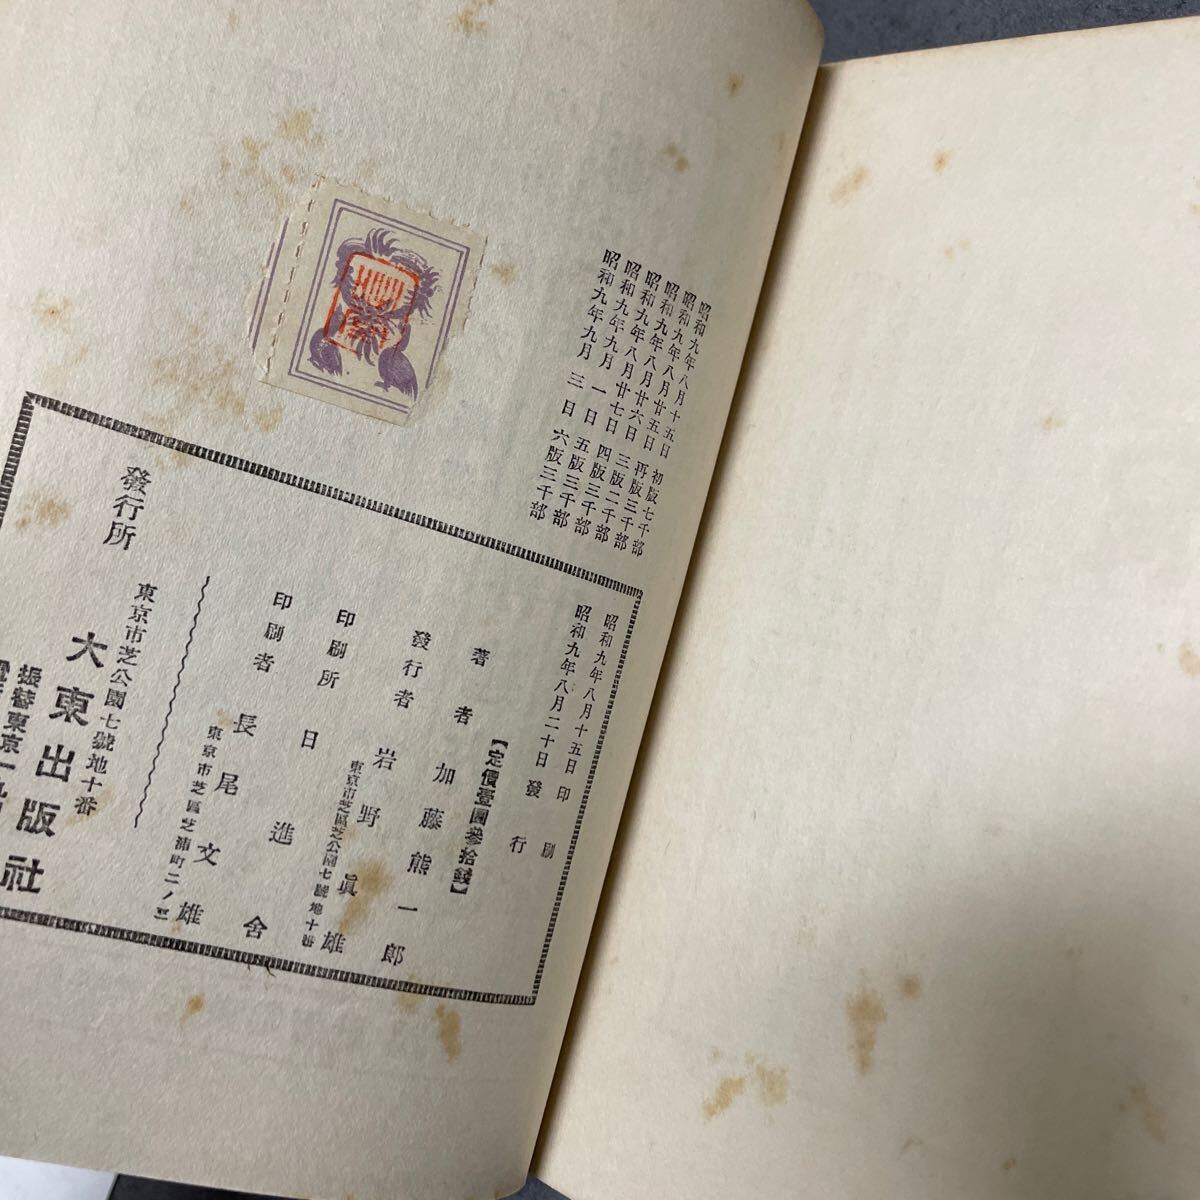 昭和九年八月十五日 初版七千部
昭和九年八月廿五日 再版三千部
昭和九年八月廿六日 三版二千部
昭和九年八月廿七日 四版三千部
昭和九年九月一日 五版三千部
昭和九年九月三日 六版三千部
昭和九年八月十五日 印刷
昭和九年八月二十日 發行
【定價壹圓參拾錢】
著者 加藤熊一郎
發行者 岩野眞雄
東京市芝區芝公園七號地十番
印刷所 日進舍
印刷者 長尾文雄
東京市芝區芝浦町二ノ三
發行所
東京市芝公園七號地十番
大東出版社
振替東京一